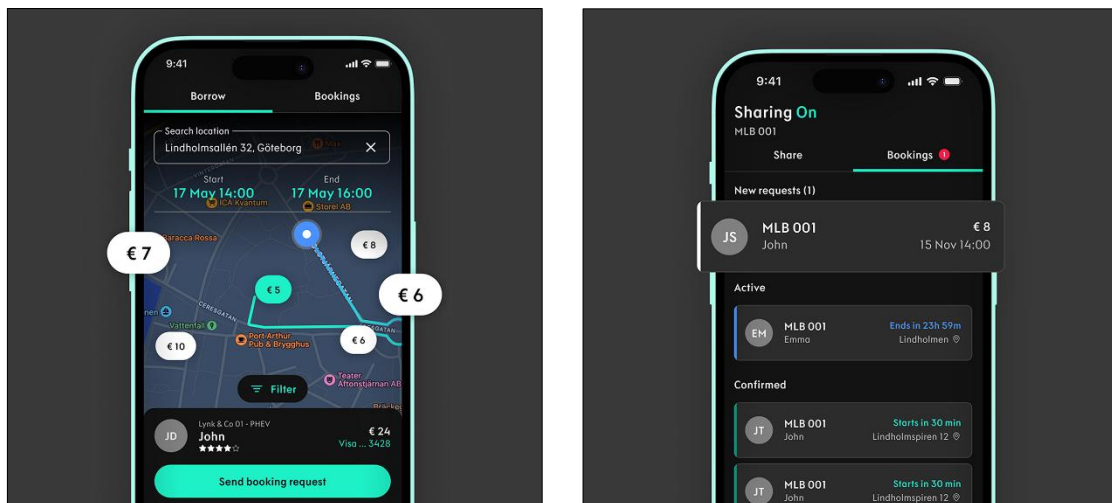 9:41
Borrow
Bookings
Search location
Lindholmsallén 32, Göteborg
Max
Start
End
17 May 14:00
17 May 16:00
ICA Kvantum
Storel AB
Baracca Rossa
€ 7
€ 8
€ 5
€ 6
CERESGATAN
Vattenfall
€ 10
Port Arthur
Pub & Brygghus
€ 6
Teater
Aftonstjärnan AB
Filter
Lynk & Co 01 - PHEV
JD
John
€ 24
Visa ... 3428
Send booking request
9:41
Sharing On
MLB 001
Share
Bookings 1
New requests (1)
JS
MLB 001
€ 8
John
15 Nov 14:00
Active
EM
MLB 001
Ends in 23h 59m
Emma
Lindholmen
Confirmed
JT
MLB 001
Starts in 30 min
John
Lindholmspiren 12
JT
MLB 001
Starts in 30 min
John
Lindholmspiren 12